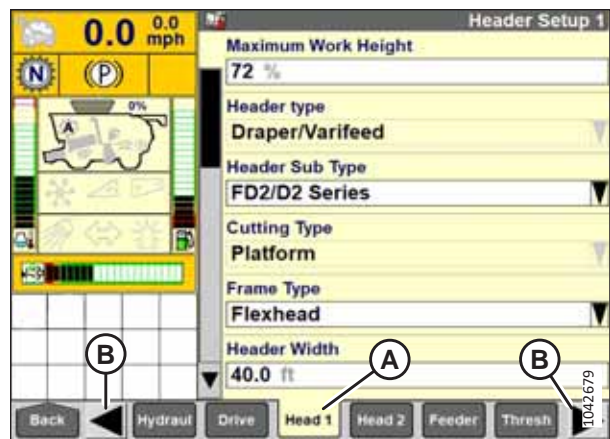 0.0 0.0 mph
Header Setup 1
N (P)
0%
A
Maximum Work Height
72 %
Header type
Draper/Varifeed
Header Sub Type
FD2/D2 Series
Cutting Type
Platform
Frame Type
Flexhead
Header Width
40.0 ft
B
A
B
Back
Hydraul
Drive
Head 1
Head 2
Feeder
Thresh
1042679